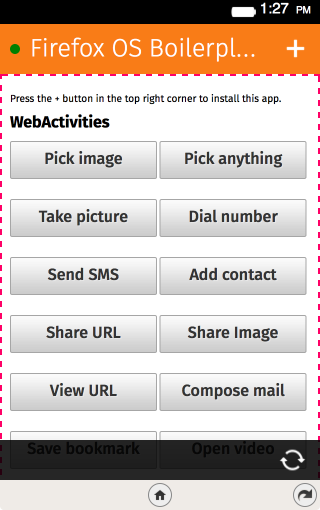 1:27 PM
Firefox OS Boilerpl... +
Press the + button in the top right corner to install this app.
WebActivities
Pick image Pick anything
Take picture Dial number
Send SMS Add contact
Share URL Share Image
View URL Compose mail
Save bookmark Open video